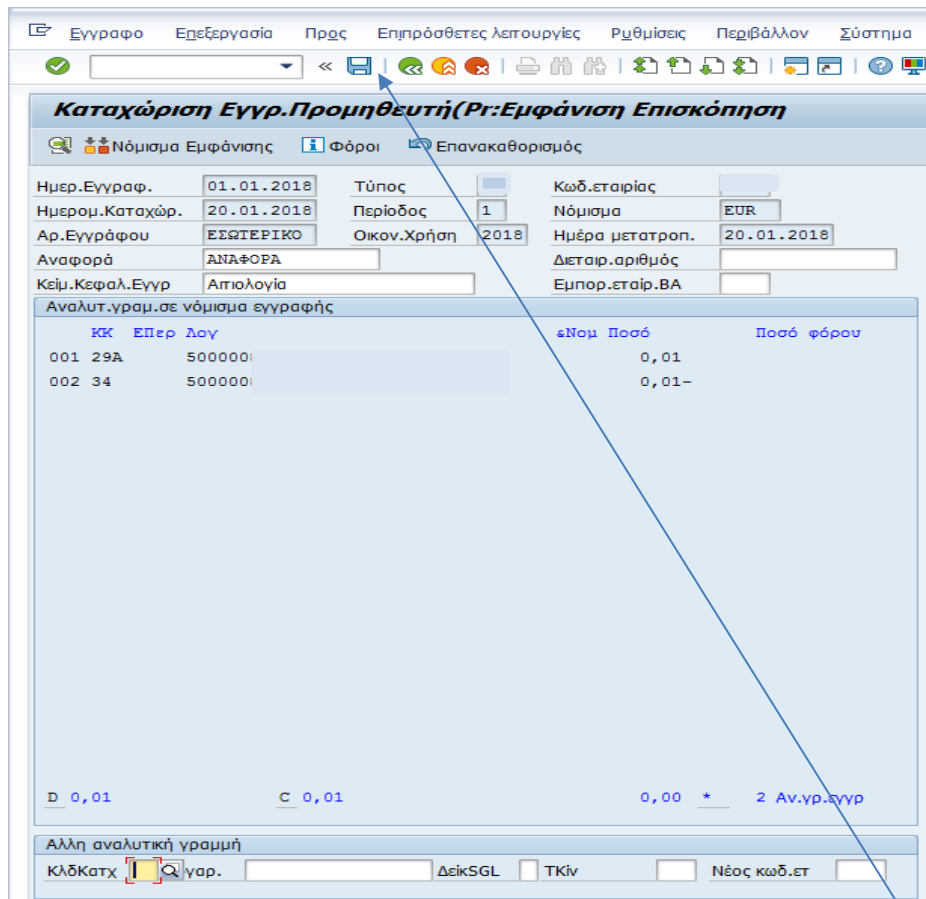 Εγγραφο Επεξεργασία Προς Επιπρόσθετες λειτουργίες Ρυθμίσεις Περιβάλλον Σύστημα
Καταχώριση Εγγρ.Προμηθευτή(Pr:Εμφάνιση Επισκόπηση
Νόμισμα Εμφάνισης Φόροι Επανακαθορισμός
Ημερ.Εγγραφ. 01.01.2018 Τύπος Κωδ.εταιρίας
Ημερομ.Καταχώρ. 20.01.2018 Περίοδος 1 Νόμισμα EUR
Αρ.Εγγράφου ΕΣΩΤΕΡΙΚΟ Οικον.Χρήση 2018 Ημέρα μετατροπ. 20.01.2018
Αναφορά ΑΝΑΦΟΡΑ Διεταιρ.αριθμός
Κείμ.Κεφαλ.Εγγρ Αιτιολογία Εμπορ.εταίρ.ΒΑ
Αναλυτ.γραμ.σε νόμισμα εγγραφής
ΚΚ ΕΠερ Λογ &Νομ Ποσό Ποσό φόρου
001 29A 500000 0,01
002 34 500000 0,01-
D 0,01 C 0,01 0,00 * 2 Αν.γρ.εγγρ
Αλλη αναλυτική γραμμή
ΚλδΚατχ γαρ. ΔείκSGL ΤΚίν Νέος κωδ.ετ